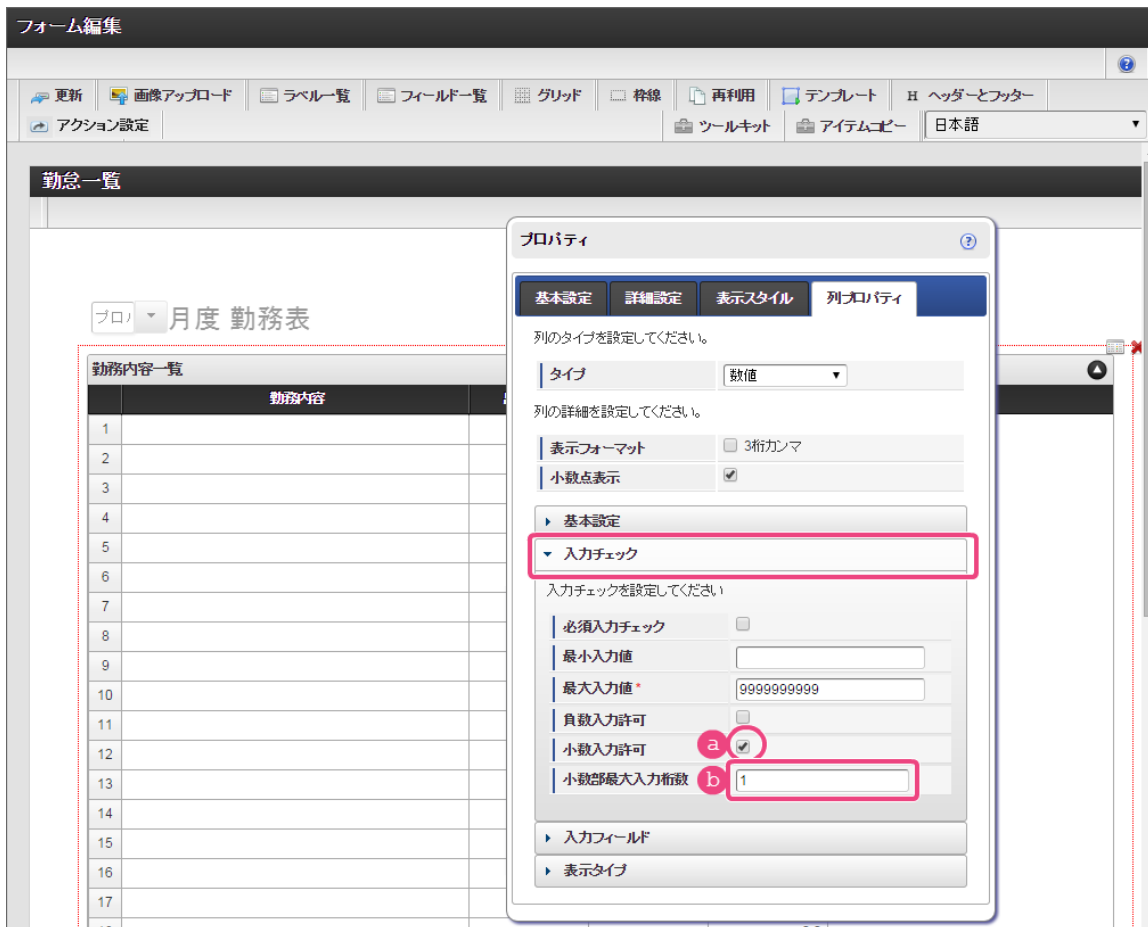 フォーム編集
更新 画像アップロード ラベル一覧 フィールド一覧 グリッド 枠線 再利用 テンプレート H ヘッダーとフッター
アクション設定 ツールキット アイテムコピー 日本語
勤怠一覧
プロパティ
基本設定 詳細設定 表示スタイル 列プロパティ
列のタイプを設定してください。
月度 勤務表
勤務内容一覧
タイプ 数値
勤務内容
列の詳細を設定してください。
表示フォーマット 3桁カンマ
小数点表示
基本設定
入力チェック
入力チェックを設定してください
必須入力チェック
最小入力値
最大入力値* 9999999999
負数入力許可
小数入力許可 a
小数部最大入力桁数 b 1
入力フィールド
表示タイプ
1
2
3
4
5
6
7
8
9
10
11
12
13
14
15
16
17